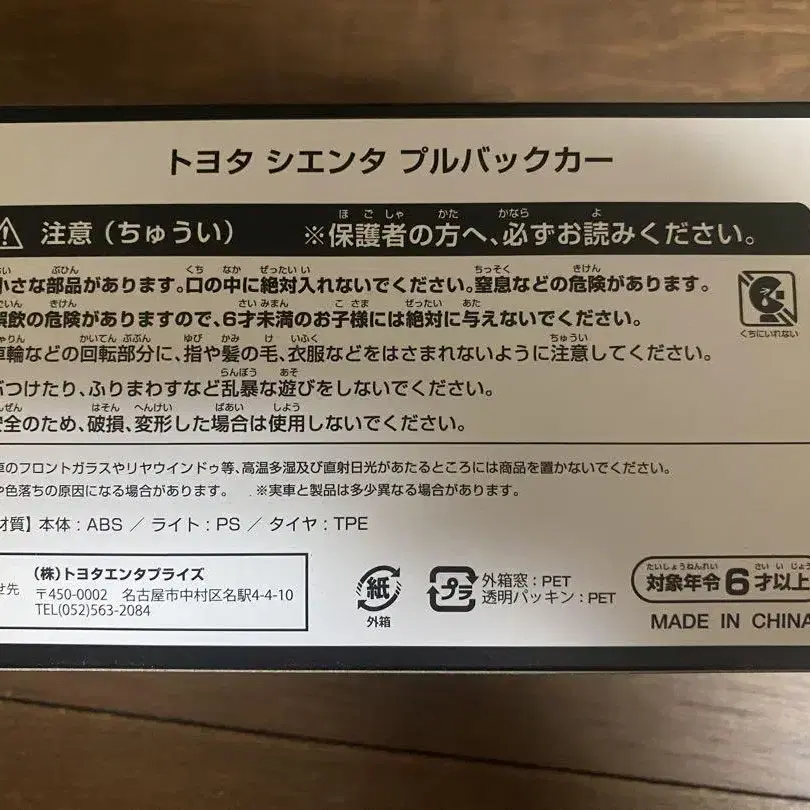 トヨタ シエンタ プルバックカー
注意（ちゅうい） ※保護者の方へ、必ずお読みください。
小さな部品があります。口の中に絶対入れないでください。窒息などの危険があります。
誤飲の危険がありますので、6才未満のお子様には絶対に与えないでください。
車輪などの回転部分に、指や髪の毛、衣服などをはさまれないように注意してください。
ぶつけたり、ふりまわすなど乱暴な遊びをしないでください。
安全のため、破損、変形した場合は使用しないでください。
くちにいれない
車のフロントガラスやリヤウインドゥ等、高温多湿及び直射日光があたるところには商品を置かないでください。
や色落ちの原因になる場合があります。 ※実車と製品は多少異なる場合があります。
材質】本体：ABS ／ ライト：PS ／ タイヤ：TPE
せ先
（株）トヨタエンタプライズ
〒450-0002 名古屋市中村区名駅4-4-10
TEL(052)563-2084
紙
外箱
プラ
外箱窓：PET
透明パッキン：PET
対象年令6才以上
MADE IN CHINA